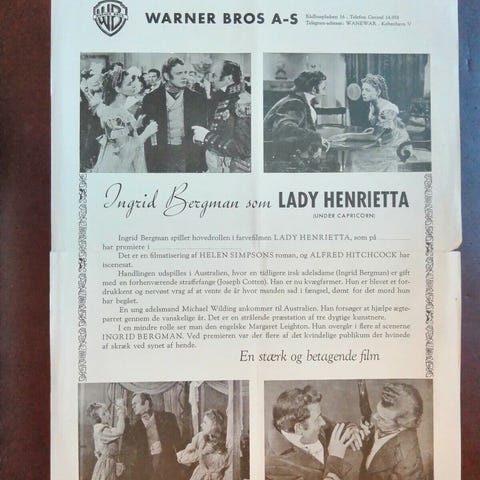 WB
WARNER BROS A-S
Rådhuspladsen 16 . Telefon Central 14,958
Telegram-adresse: WANEWAR . København V
Ingrid Bergman som LADY HENRIETTA
(UNDER CAPRICORN)
Ingrid Bergman spiller hovedrollen i farvefilmen LADY HENRIETTA, som på
har premiere i
Det er en filmatisering af HELEN SIMPSONS roman, og ALFRED HITCHCOCK har
iscenesat.
Handlingen udspilles i Australien, hvor en tidligere irsk adelsdame (Ingrid Bergman) er gift
med en forhenværende straffefange (Joseph Cotton). Han er nu kvægfarmer. Hun er blevet et for-
drukkent og nervøst vrag af at vente de år hvor manden sad i fængsel, dømt for det mord hun
har begået.
En ung adelsmand Michael Wilding ankommer til Australien. Han forsøger at hjælpe ægte-
parret gennem de vanskelige år. Det er en strålende præstation af tre dygtige kunstnere.
I en mindre rolle ser man den engelske Margaret Leighton. Hun overgår i flere af scenerne
INGRID BERGMAN. Ved premieren var der flere af det kvindelige publikum der hvinede
af skræk ved synet af hende.
En stærk og betagende film